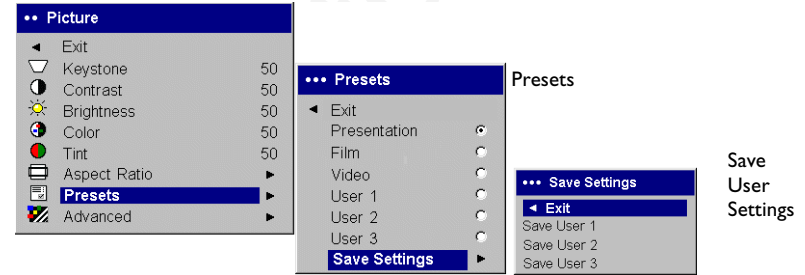 •• Picture
◄ Exit
Keystone 50
Contrast 50
Brightness 50
Color 50
Tint 50
Aspect Ratio ►
Presets ►
Advanced ►
••• Presets
◄ Exit
Presentation
Film
Video
User 1
User 2
User 3
Save Settings ►
Presets
••• Save Settings
◄ Exit
Save User 1
Save User 2
Save User 3
Save
User
Settings